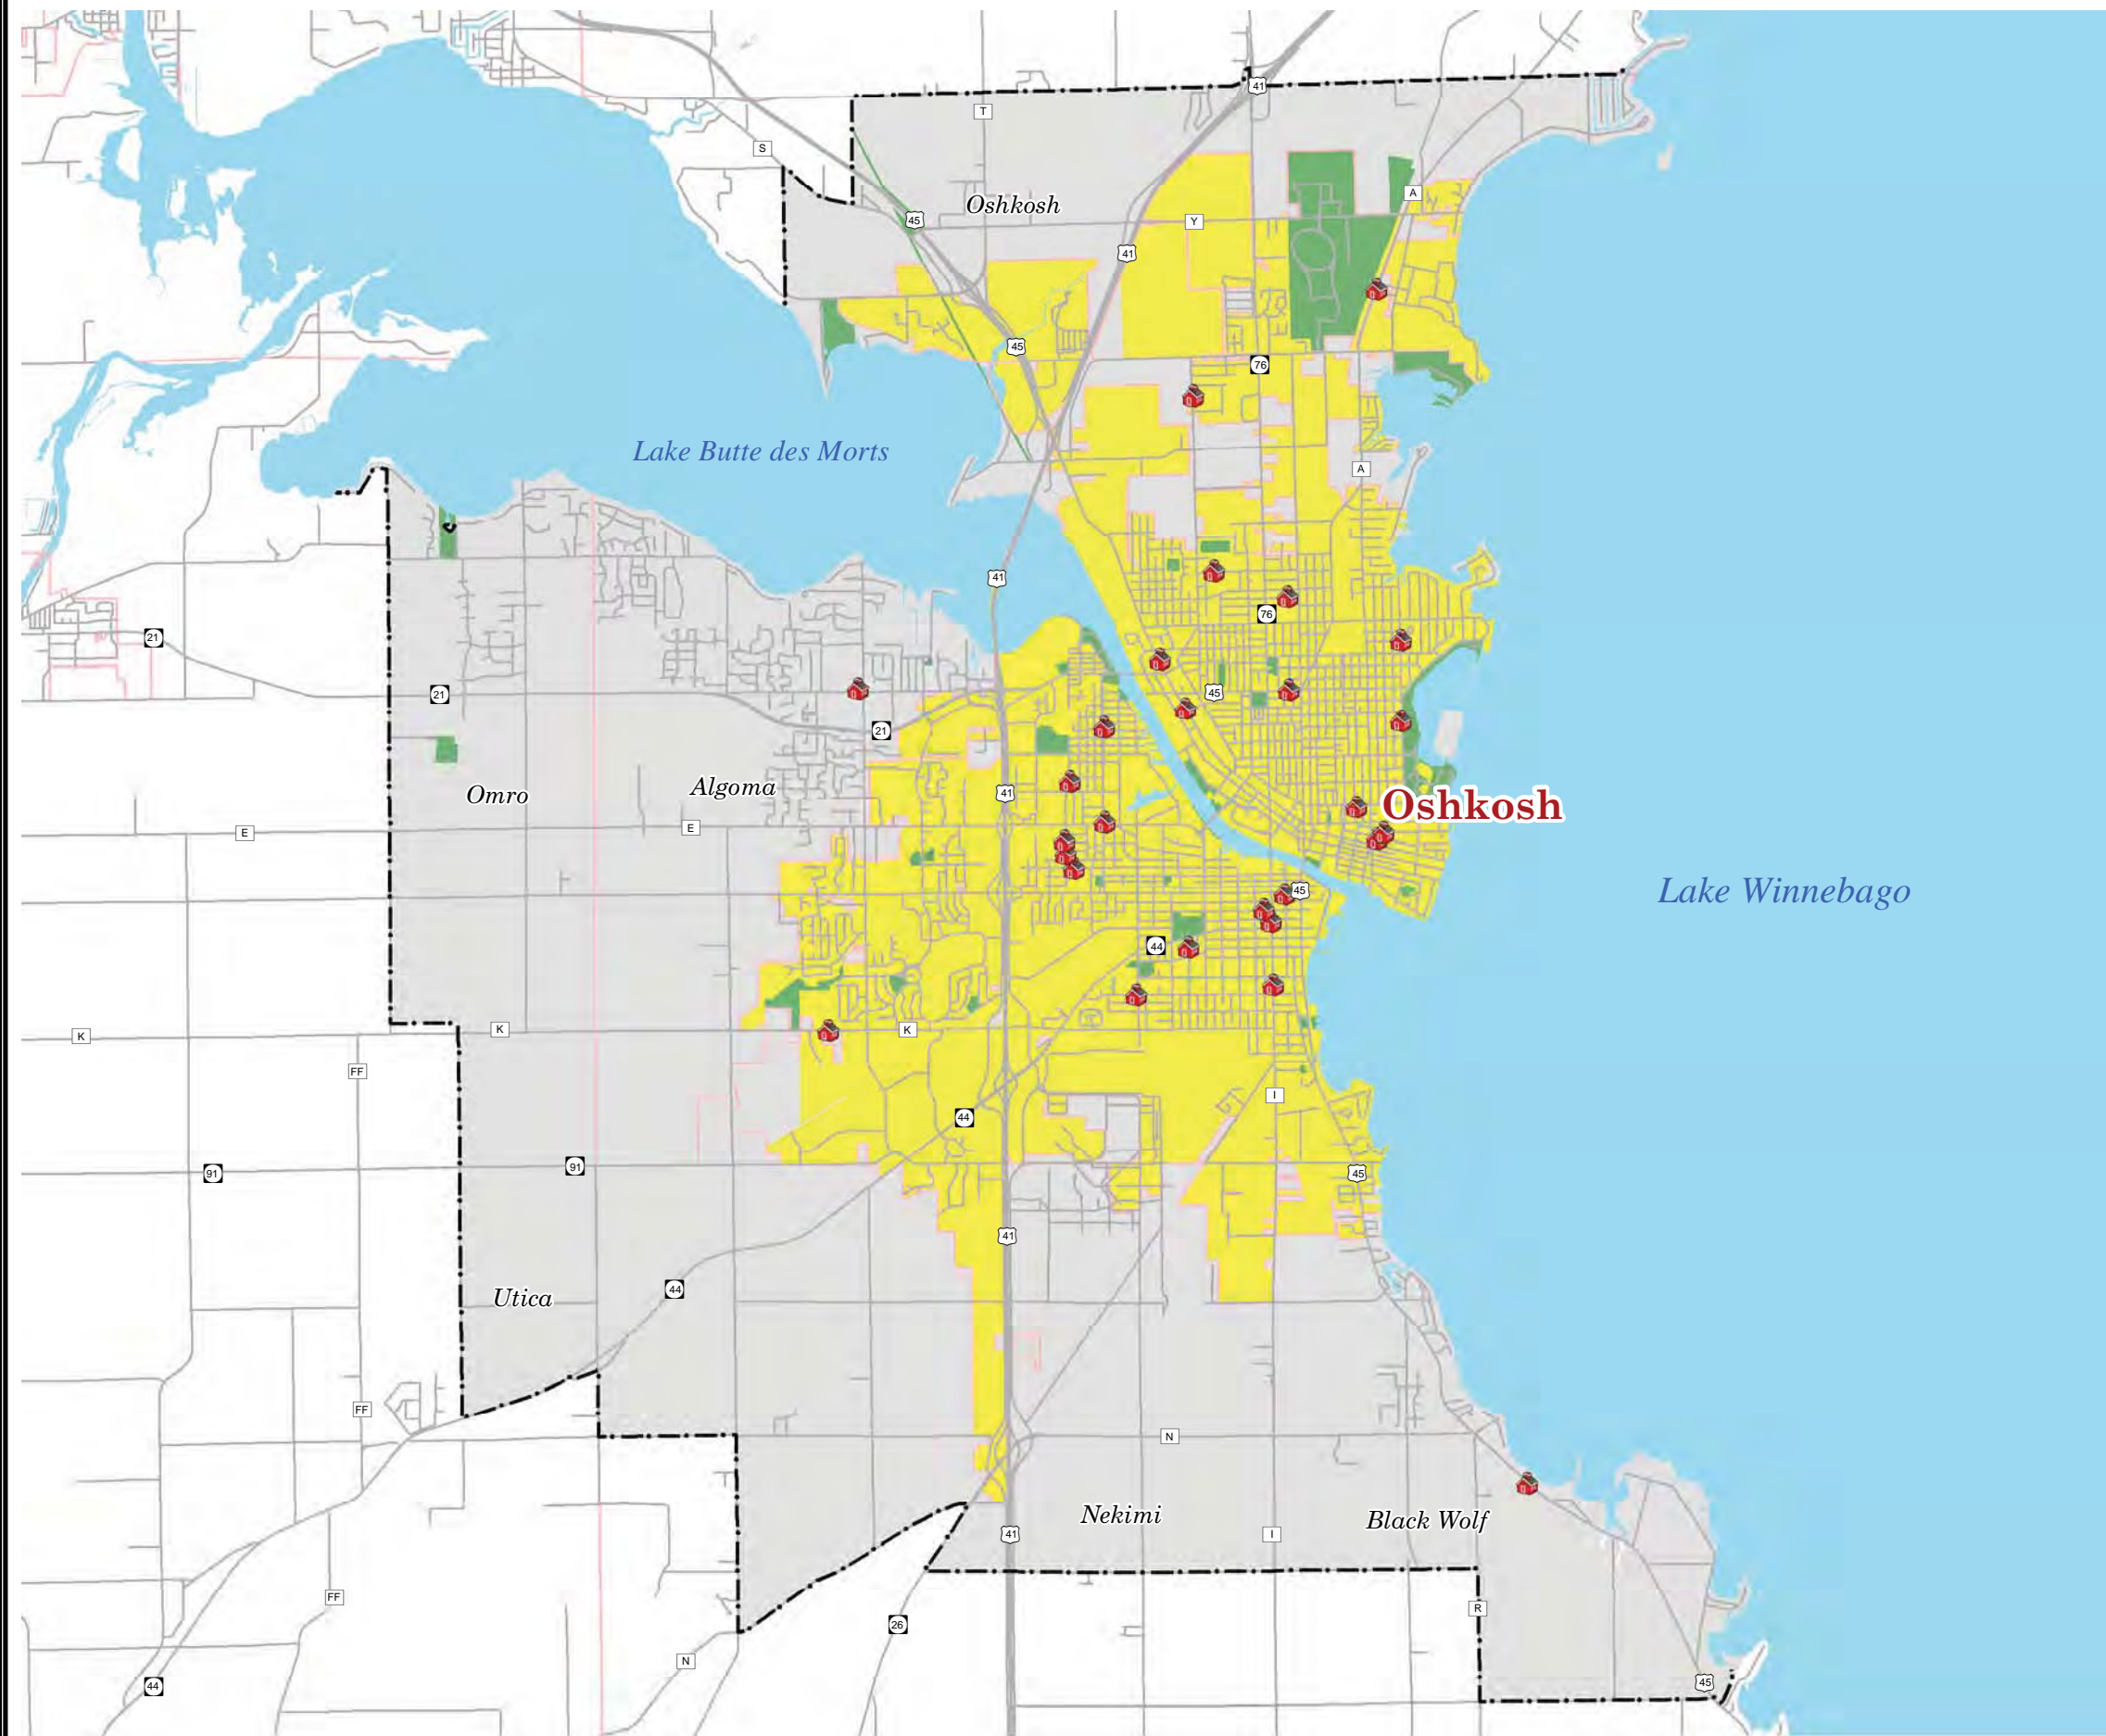 41
T
S
A
Oshkosh
45
Y
41
45
76
Lake Butte des Morts
A
41
76
21
21
45
21
Algoma
Omro
41
Oshkosh
E
E
Lake Winnebago
45
44
K
K
K
FF
I
44
91
91
45
41
44
Utica
FF
N
Nekimi
Black Wolf
41
I
FF
R
26
N
45
44